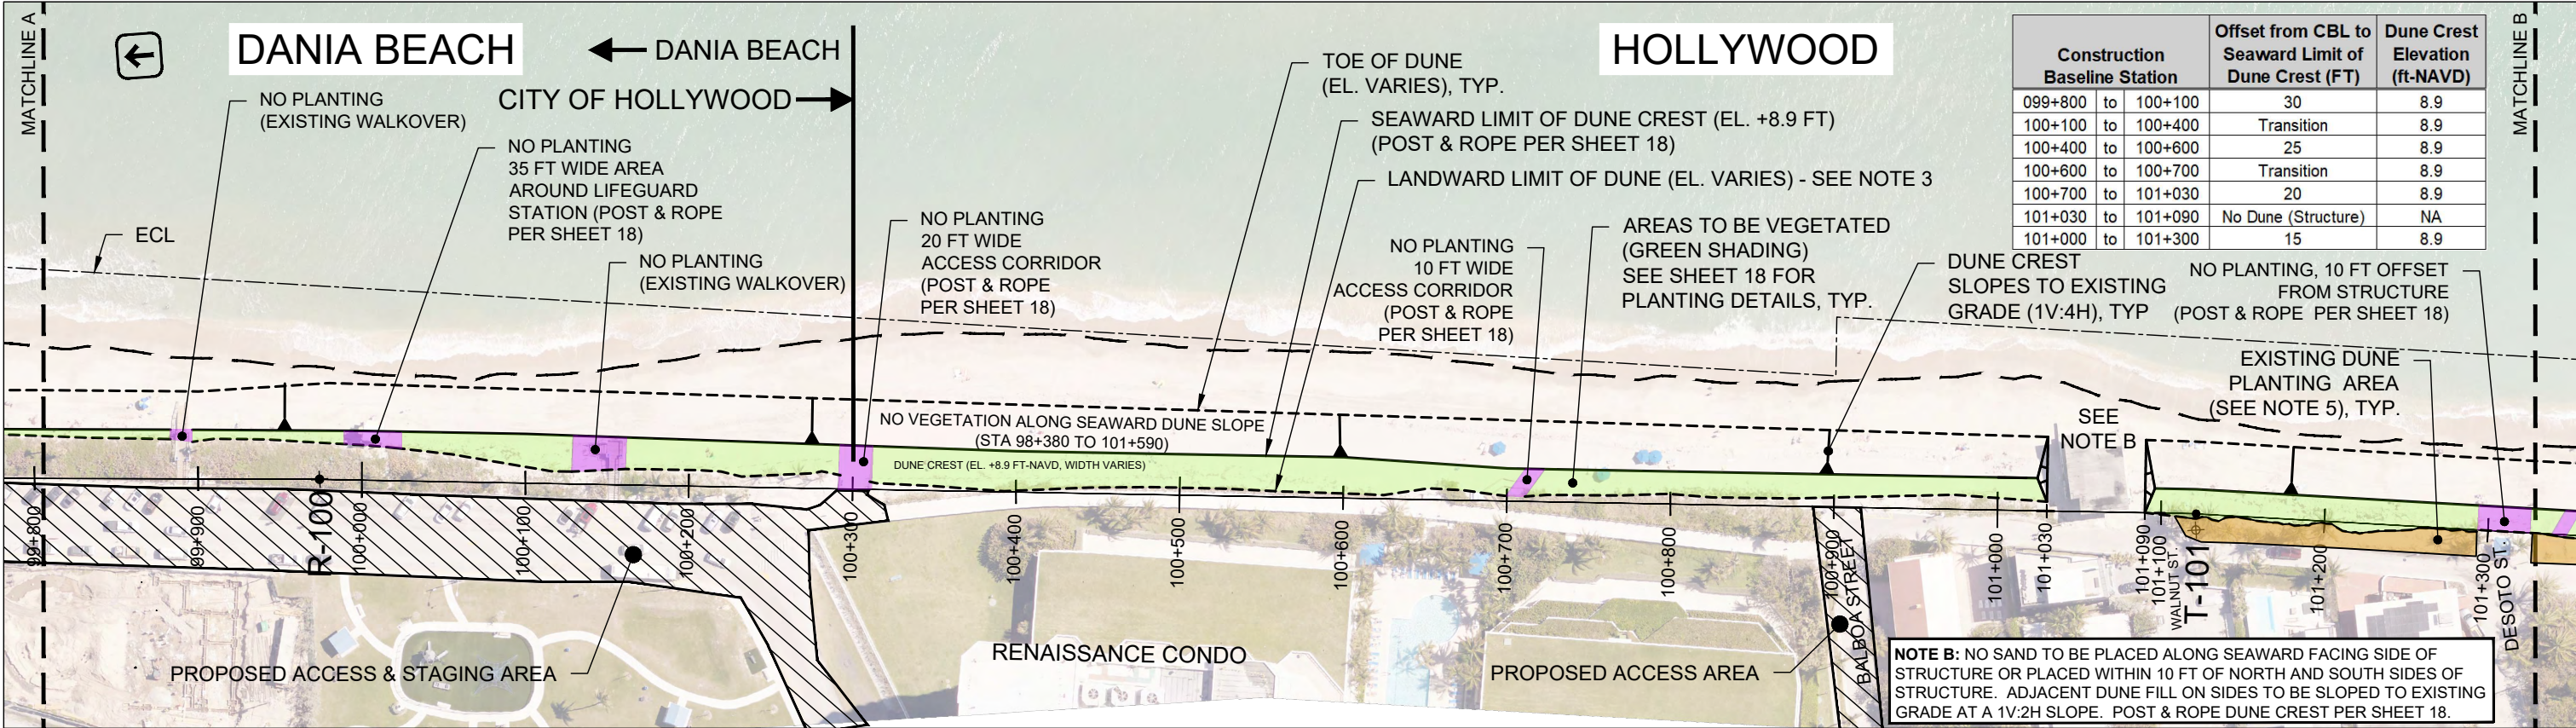 MATCHLINE A
DANIA BEACH
DANIA BEACH
CITY OF HOLLYWOOD
HOLLYWOOD
NO PLANTING
(EXISTING WALKOVER)
NO PLANTING
35 FT WIDE AREA
AROUND LIFEGUARD
STATION (POST & ROPE
PER SHEET 18)
ECL
NO PLANTING
(EXISTING WALKOVER)
NO PLANTING
20 FT WIDE
ACCESS CORRIDOR
(POST & ROPE
PER SHEET 18)
TOE OF DUNE
(EL. VARIES), TYP.
SEAWARD LIMIT OF DUNE CREST (EL. +8.9 FT)
(POST & ROPE PER SHEET 18)
LANDWARD LIMIT OF DUNE (EL. VARIES) - SEE NOTE 3
NO PLANTING
10 FT WIDE
ACCESS CORRIDOR
(POST & ROPE
PER SHEET 18)
AREAS TO BE VEGETATED
(GREEN SHADING)
SEE SHEET 18 FOR
PLANTING DETAILS, TYP.
DUNE CREST
SLOPES TO EXISTING
GRADE (1V:4H), TYP
NO PLANTING, 10 FT OFFSET
FROM STRUCTURE
(POST & ROPE PER SHEET 18)
EXISTING DUNE
PLANTING AREA
(SEE NOTE 5), TYP.
SEE
NOTE B
MATCHLINE B
Construction Baseline Station Offset from CBL to Seaward Limit of Dune Crest (FT) Dune Crest Elevation (ft-NAVD)
099+800 to 100+100 30 8.9
100+100 to 100+400 Transition 8.9
100+400 to 100+600 25 8.9
100+600 to 100+700 Transition 8.9
100+700 to 101+030 20 8.9
101+030 to 101+090 No Dune (Structure) NA
101+000 to 101+300 15 8.9
NO VEGETATION ALONG SEAWARD DUNE SLOPE
(STA 98+380 TO 101+590)
DUNE CREST (EL. +8.9 FT-NAVD, WIDTH VARIES)
99+800
99+900
R-100
100+000
100+100
100+200
100+300
100+400
100+500
100+600
100+700
100+800
100+900
BALBOA STREET
101+000
101+030
101+090
101+100
WALNUT ST.
T-101
101+200
101+300
DESOTO ST.
PROPOSED ACCESS & STAGING AREA
RENAISSANCE CONDO
PROPOSED ACCESS AREA
NOTE B: NO SAND TO BE PLACED ALONG SEAWARD FACING SIDE OF
STRUCTURE OR PLACED WITHIN 10 FT OF NORTH AND SOUTH SIDES OF
STRUCTURE. ADJACENT DUNE FILL ON SIDES TO BE SLOPED TO EXISTING
GRADE AT A 1V:2H SLOPE. POST & ROPE DUNE CREST PER SHEET 18.